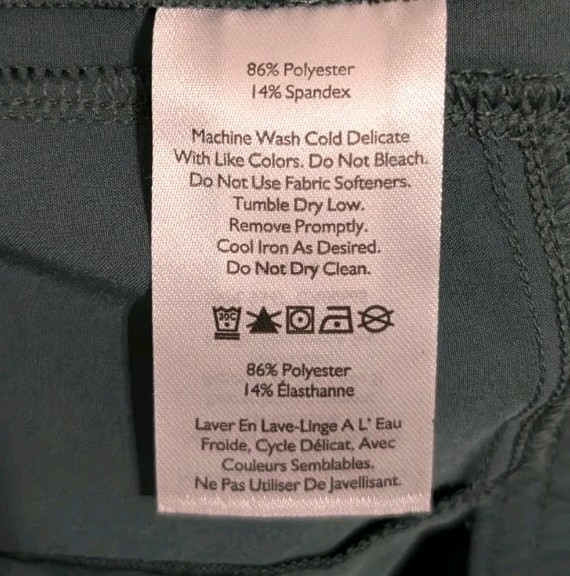 86% Polyester
14% Spandex
Machine Wash Cold Delicate
With Like Colors. Do Not Bleach.
Do Not Use Fabric Softeners.
Tumble Dry Low.
Remove Promptly.
Cool Iron As Desired.
Do Not Dry Clean.
30C
86% Polyester
14% Élasthanne
Laver En Lave-Linge A L' Eau
Froide, Cycle Délicat, Avec
Couleurs Semblables.
Ne Pas Utiliser De Javellisant.